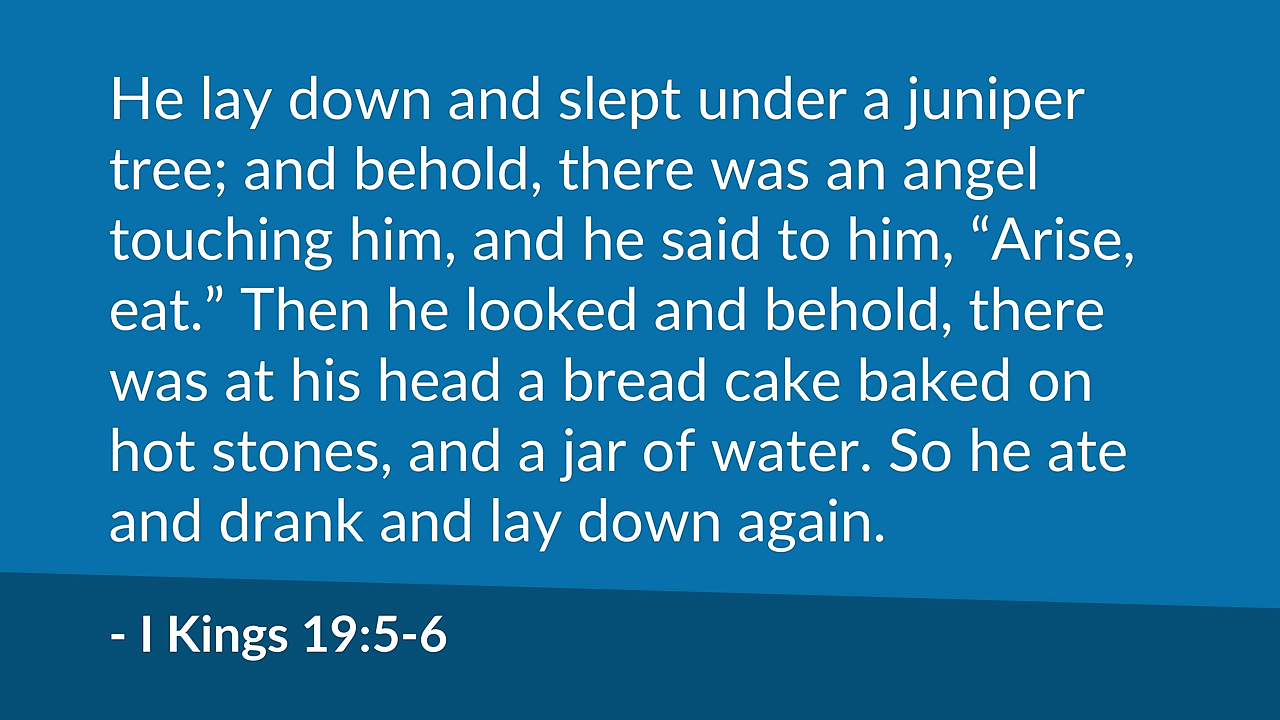 He lay down and slept under a juniper
tree; and behold, there was an angel
touching him, and he said to him, “Arise,
eat.” Then he looked and behold, there
was at his head a bread cake baked on
hot stones, and a jar of water. So he ate
and drank and lay down again.
- I Kings 19:5-6